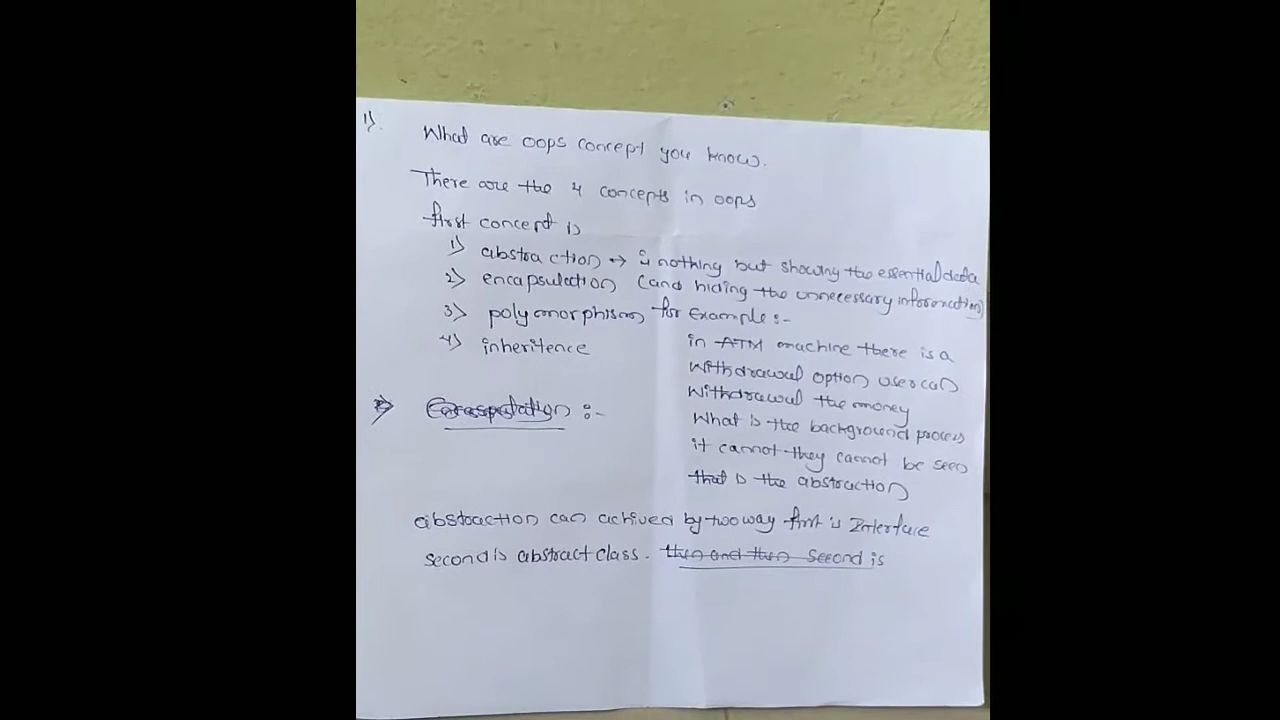 1).
What are oops concept you know.
There are the 4 concepts in oops
first concept is
1) abstraction → is nothing but showing the essential data
2) encapsulation (and hiding the unnecessary information)
3) polymorphism for Example :-
4) inheritence
in ATM machine there is a
Withdrawal option user can
Withdrawal the money
What is the background process
it cannot they cannot be seen
that is the abstraction
Encapsulation :-
abstraction can achived by two way first is Interface
second is abstract class. then and then second is